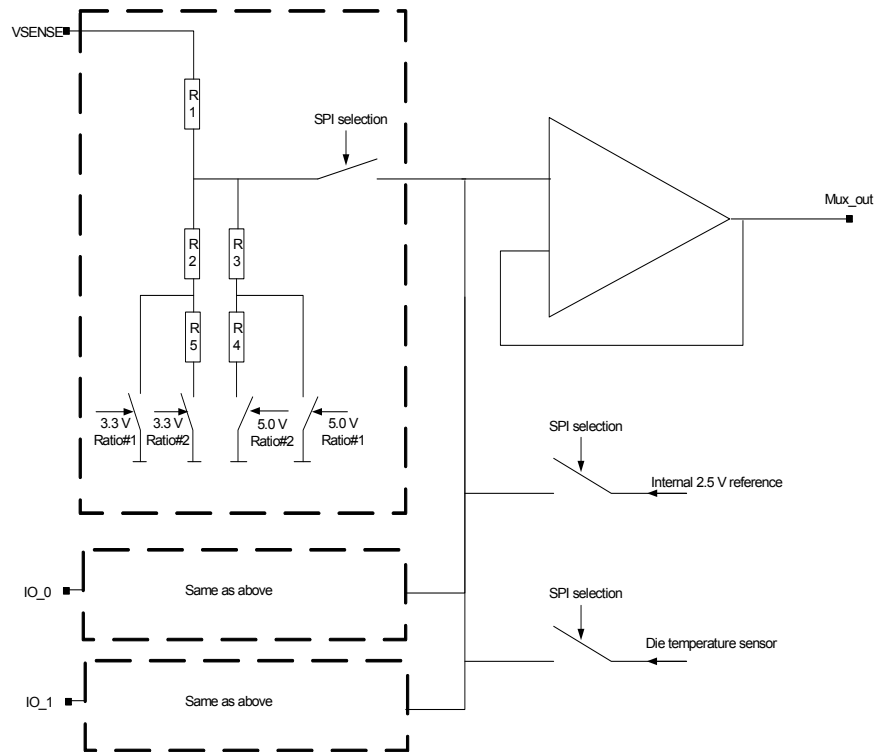 VSENSE
R
1
SPI selection
Mux_out
R
2
R
3
R
5
R
4
3.3 V
Ratio#1
3.3 V
Ratio#2
5.0 V
Ratio#2
5.0 V
Ratio#1
SPI selection
Internal 2.5 V reference
IO_0
Same as above
SPI selection
Die temperature sensor
IO_1
Same as above